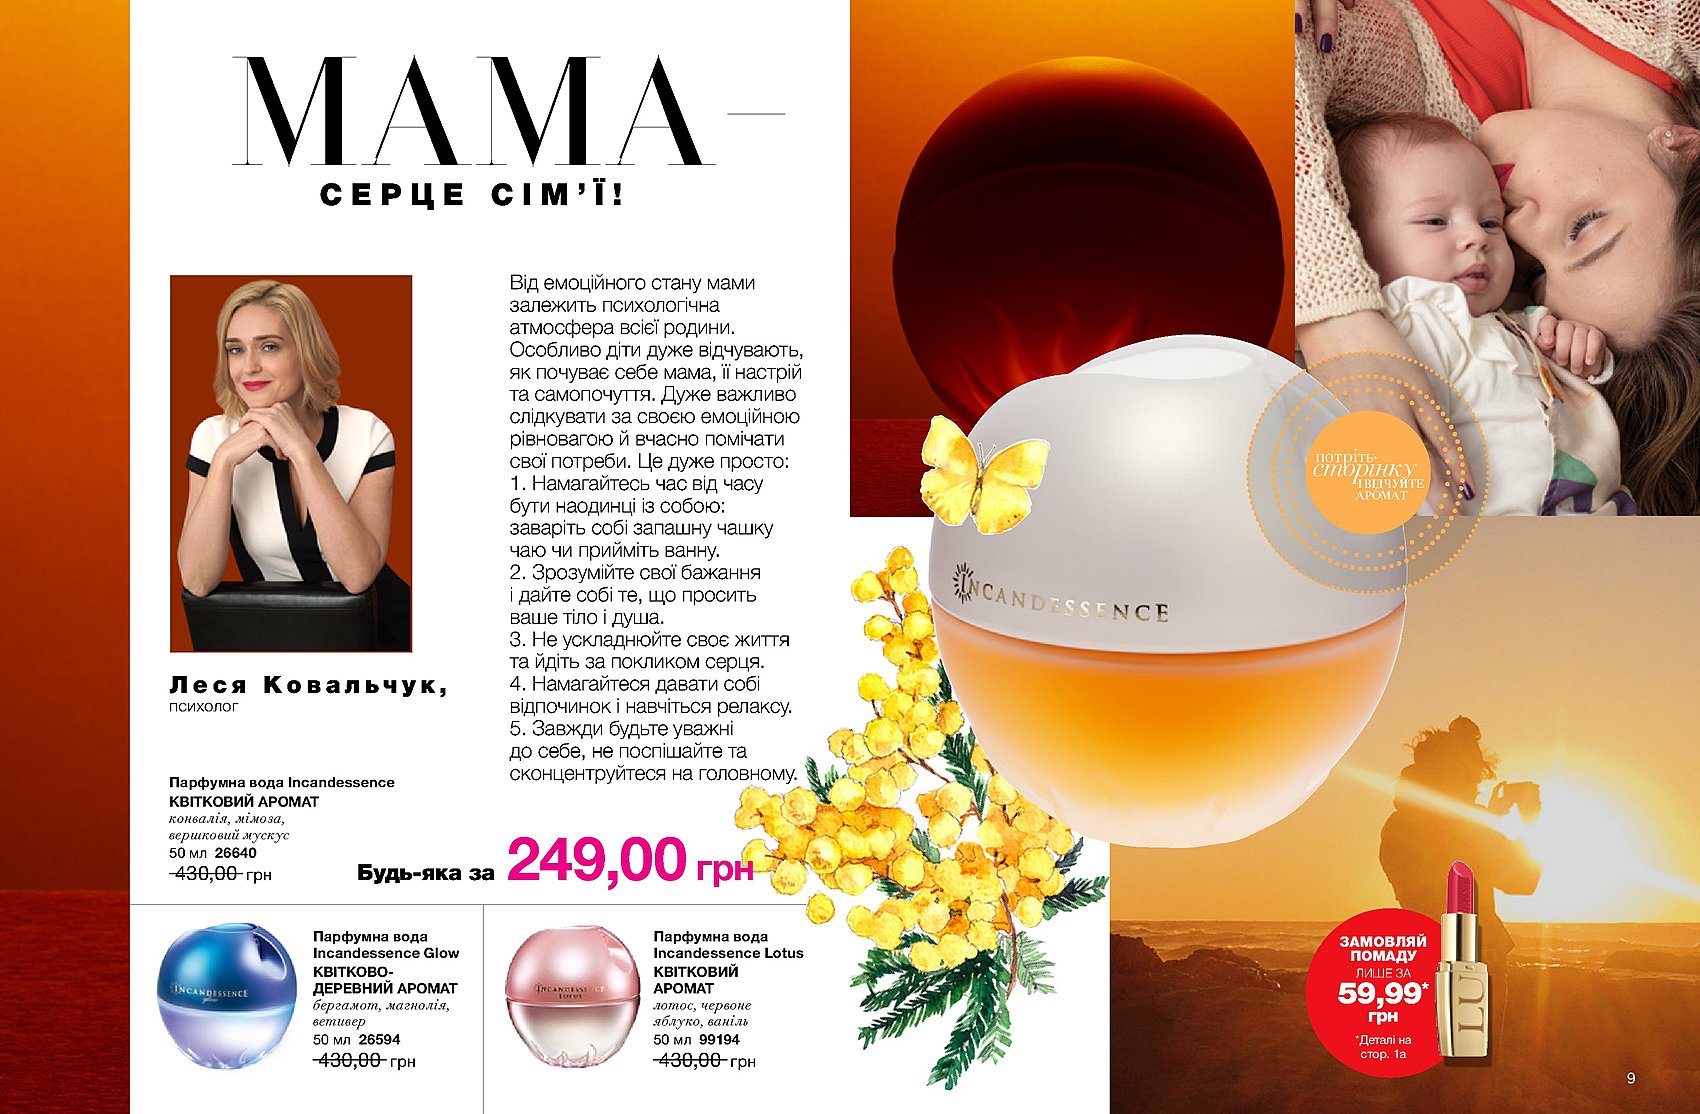 МАМА —
СЕРЦЕ СІМ’Ї!
Від емоційного стану мами
залежить психологічна
атмосфера всієї родини.
Особливо діти дуже відчувають,
як почуває себе мама, її настрій
та самопочуття. Дуже важливо
слідкувати за своєю емоційною
рівновагою й вчасно помічати
свої потреби. Це дуже просто:
1. Намагайтесь час від часу
бути наодинці із собою:
заваріть собі запашну чашку
чаю чи прийміть ванну.
2. Зрозумійте свої бажання
і дайте собі те, що просить
ваше тіло і душа.
3. Не ускладнюйте своє життя
та йдіть за покликом серця.
4. Намагайтеся давати собі
відпочинок і навчіться релаксу.
5. Завжди будьте уважні
до себе, не поспішайте та
сконцентруйтеся на головному.
Леся Ковальчук,
психолог
Парфумна вода Incandessence
КВІТКОВИЙ АРОМАТ
конвалія, мімоза,
вершковий мускус
50 мл 26640
430,00 грн
Будь-яка за 249,00 грн
INCANDESSENCE
glow
Парфумна вода
Incandessence Glow
КВІТКОВО-
ДЕРЕВНИЙ АРОМАТ
бергамот, магнолія,
ветивер
50 мл 26594
430,00 грн
INCANDESSENCE
LOTUS
Парфумна вода
Incandessence Lotus
КВІТКОВИЙ
АРОМАТ
лотос, червоне
яблуко, ваніль
50 мл 99194
430,00 грн
INCANDESSENCE
ПОТРІТЬ
СТОРІНКУ
І ВІДЧУЙТЕ
АРОМАТ
ЗАМОВЛЯЙ
ПОМАДУ
ЛИШЕ ЗА
59,99*
грн
*Деталі на
стор. 1а
LU
9